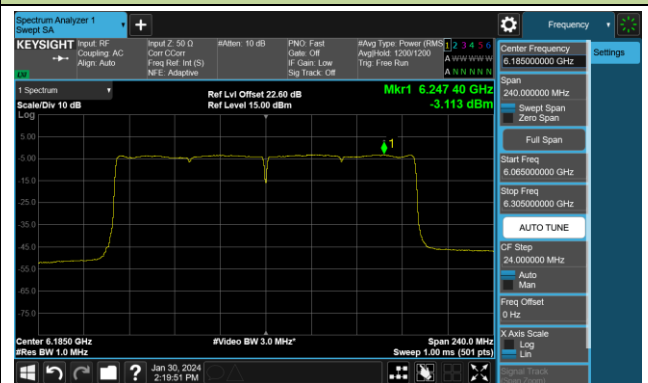 Spectrum Analyzer 1
Swept SA
Frequency
KEYSIGHT
Input: RF
Coupling: AC
Align: Auto
Input Z: 50 Ω
Corr CCorr
Freq Ref: Int (S)
NFE: Adaptive
#Atten: 10 dB
PNO: Fast
Gate: Off
IF Gain: Low
Sig Track: Off
#Avg Type: Power (RMS
Avg|Hold: 1200/1200
Trig: Free Run
1 2 3 4 5 6
A W W W W W
A N N N N N
LXI
1 Spectrum
Scale/Div 10 dB
Ref Lvl Offset 22.60 dB
Ref Level 15.00 dBm
Mkr1 6.247 40 GHz
-3.113 dBm
Log
5.00
-5.00
-15.0
-25.0
-35.0
-45.0
-55.0
-65.0
-75.0
1
Center 6.1850 GHz
#Res BW 1.0 MHz
#Video BW 3.0 MHz*
Span 240.0 MHz
Sweep 1.00 ms (501 pts)
Jan 30, 2024
2:19:51 PM
Center Frequency
6.185000000 GHz
Settings
Span
240.000000 MHz
Swept Span
Zero Span
Full Span
Start Freq
6.065000000 GHz
Stop Freq
6.305000000 GHz
AUTO TUNE
CF Step
24.000000 MHz
Auto
Man
Freq Offset
0 Hz
X Axis Scale
Log
Lin
Signal Track